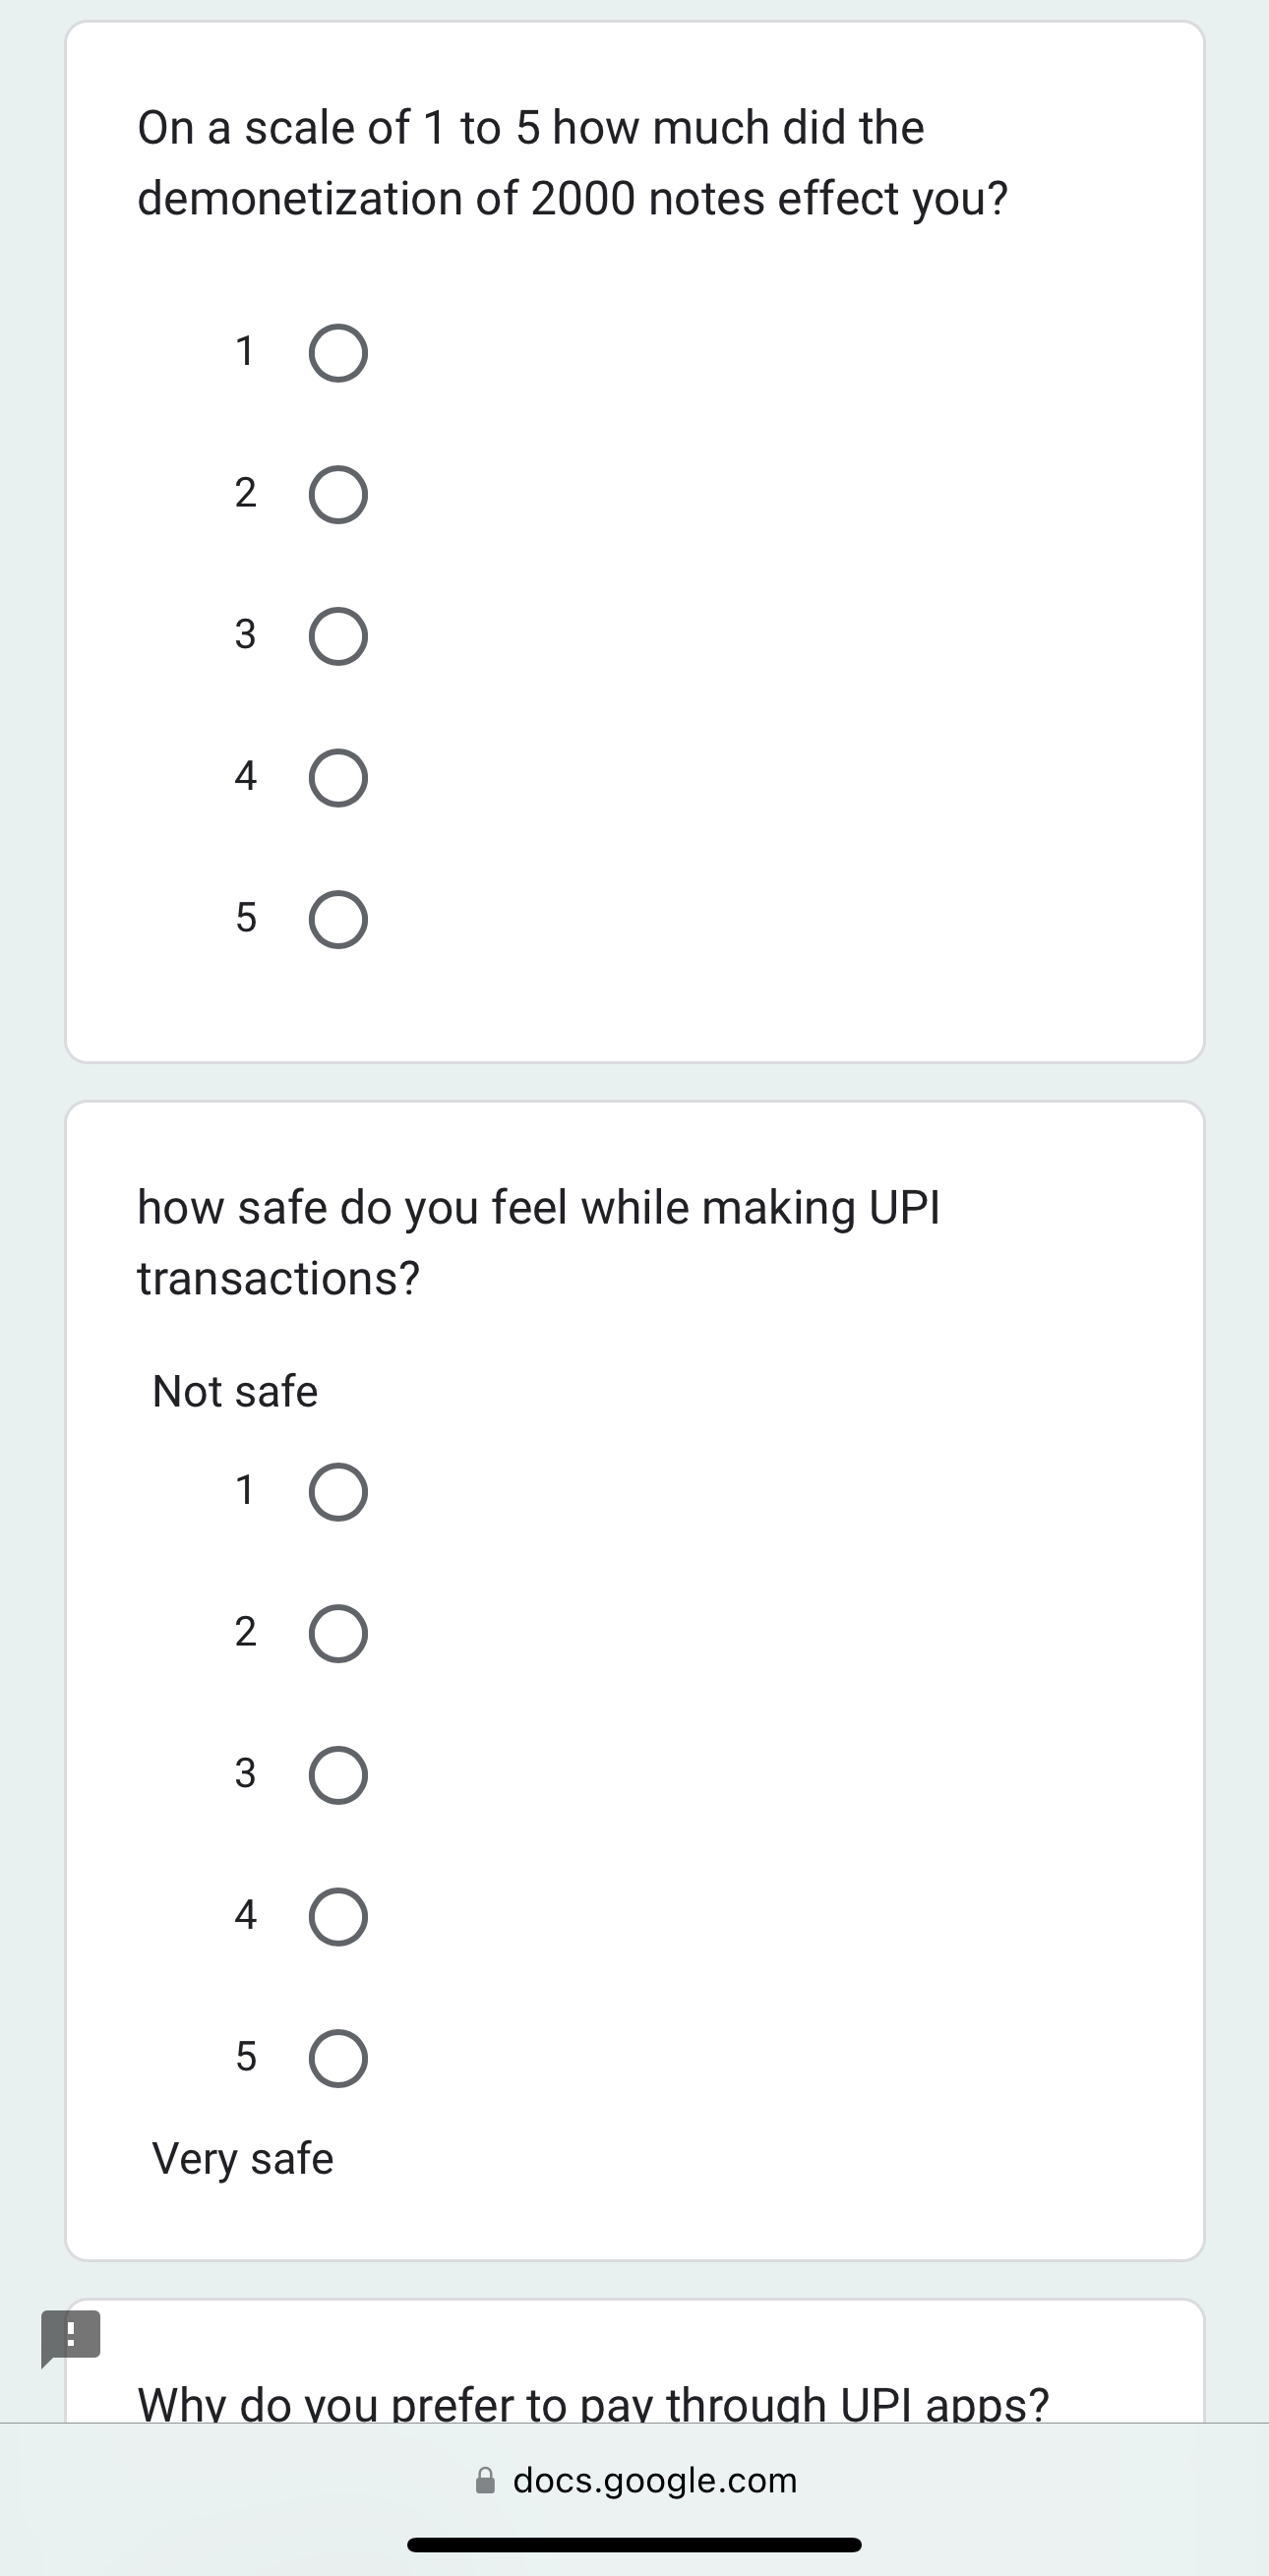 On a scale of 1 to 5 how much did the
demonetization of 2000 notes effect you?
1
2
3
4
5
how safe do you feel while making UPI
transactions?
Not safe
1
2
3
4
5
Very safe
Why do you prefer to pay through UPI apps?
docs.google.com